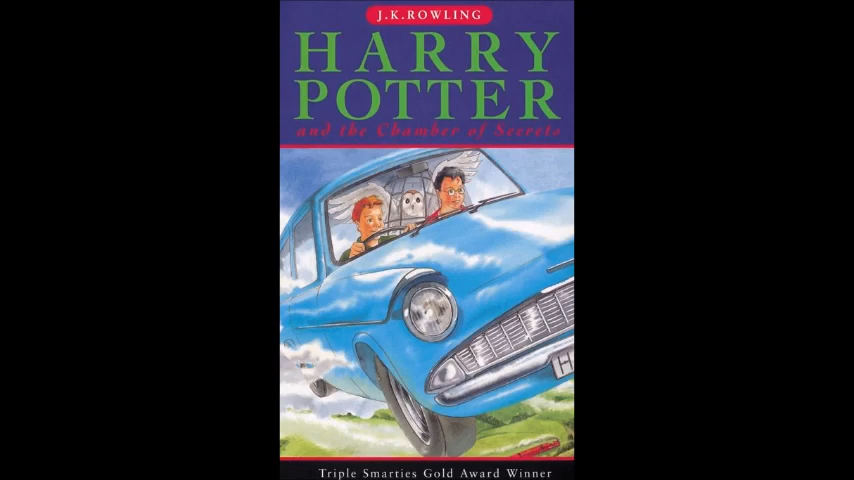 J.K.ROWLING
HARRY
POTTER
and the Chamber of Secrets
H
Triple Smarties Gold Award Winner